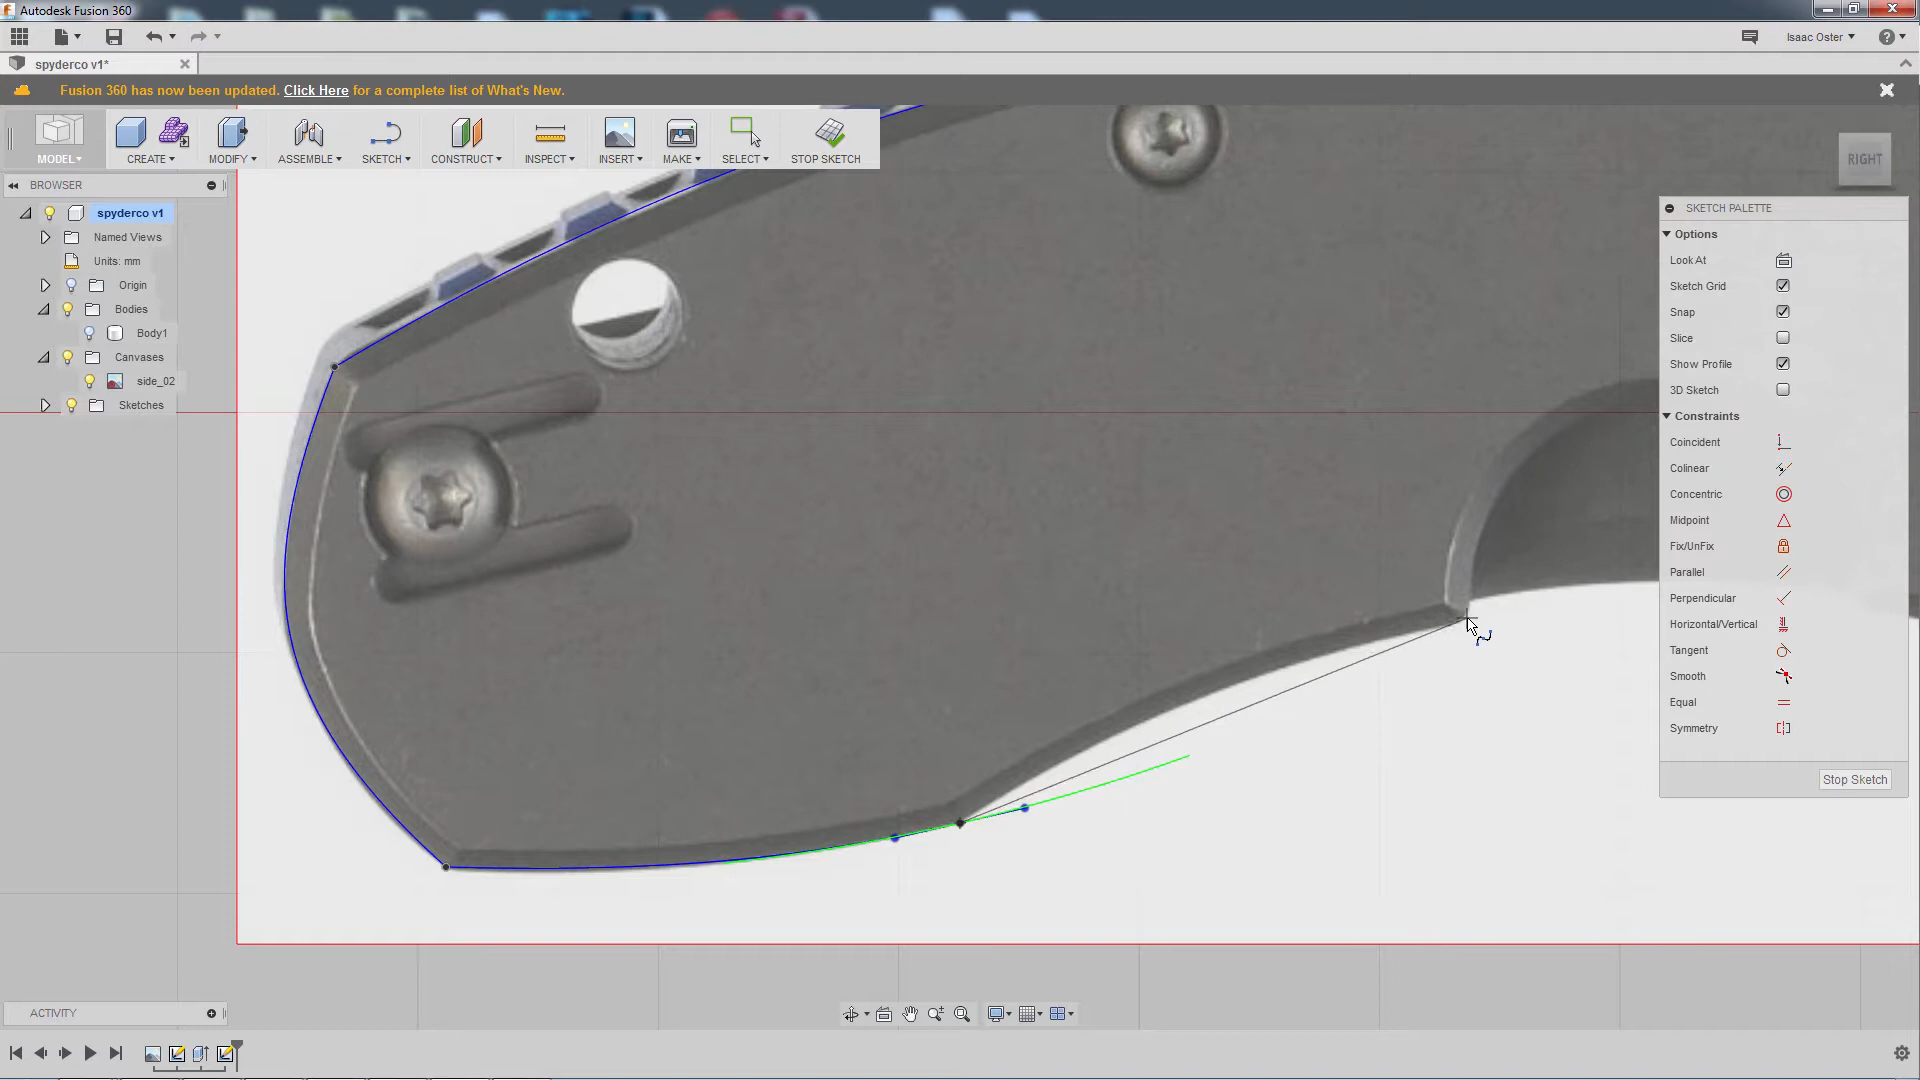 Autodesk Fusion 360
Isaac Oster
spyderco v1*
Fusion 360 has now been updated. Click Here for a complete list of What's New.
MODEL
CREATE
MODIFY
ASSEMBLE
SKETCH
CONSTRUCT
INSPECT
INSERT
MAKE
SELECT
STOP SKETCH
RIGHT
BROWSER
spyderco v1
Named Views
Units: mm
Origin
Bodies
Body1
Canvases
side_02
Sketches
SKETCH PALETTE
Options
Look At
Sketch Grid
Snap
Slice
Show Profile
3D Sketch
Constraints
Coincident
Colinear
Concentric
Midpoint
Fix/UnFix
Parallel
Perpendicular
Horizontal/Vertical
Tangent
Smooth
Equal
Symmetry
Stop Sketch
ACTIVITY